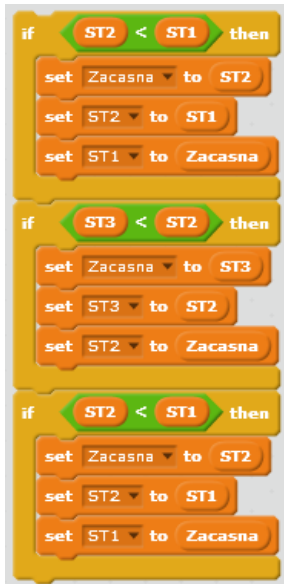 if ST2 < ST1 then
set Zacasna to ST2
set ST2 to ST1
set ST1 to Zacasna
if ST3 < ST2 then
set Zacasna to ST3
set ST3 to ST2
set ST2 to Zacasna
if ST2 < ST1 then
set Zacasna to ST2
set ST2 to ST1
set ST1 to Zacasna